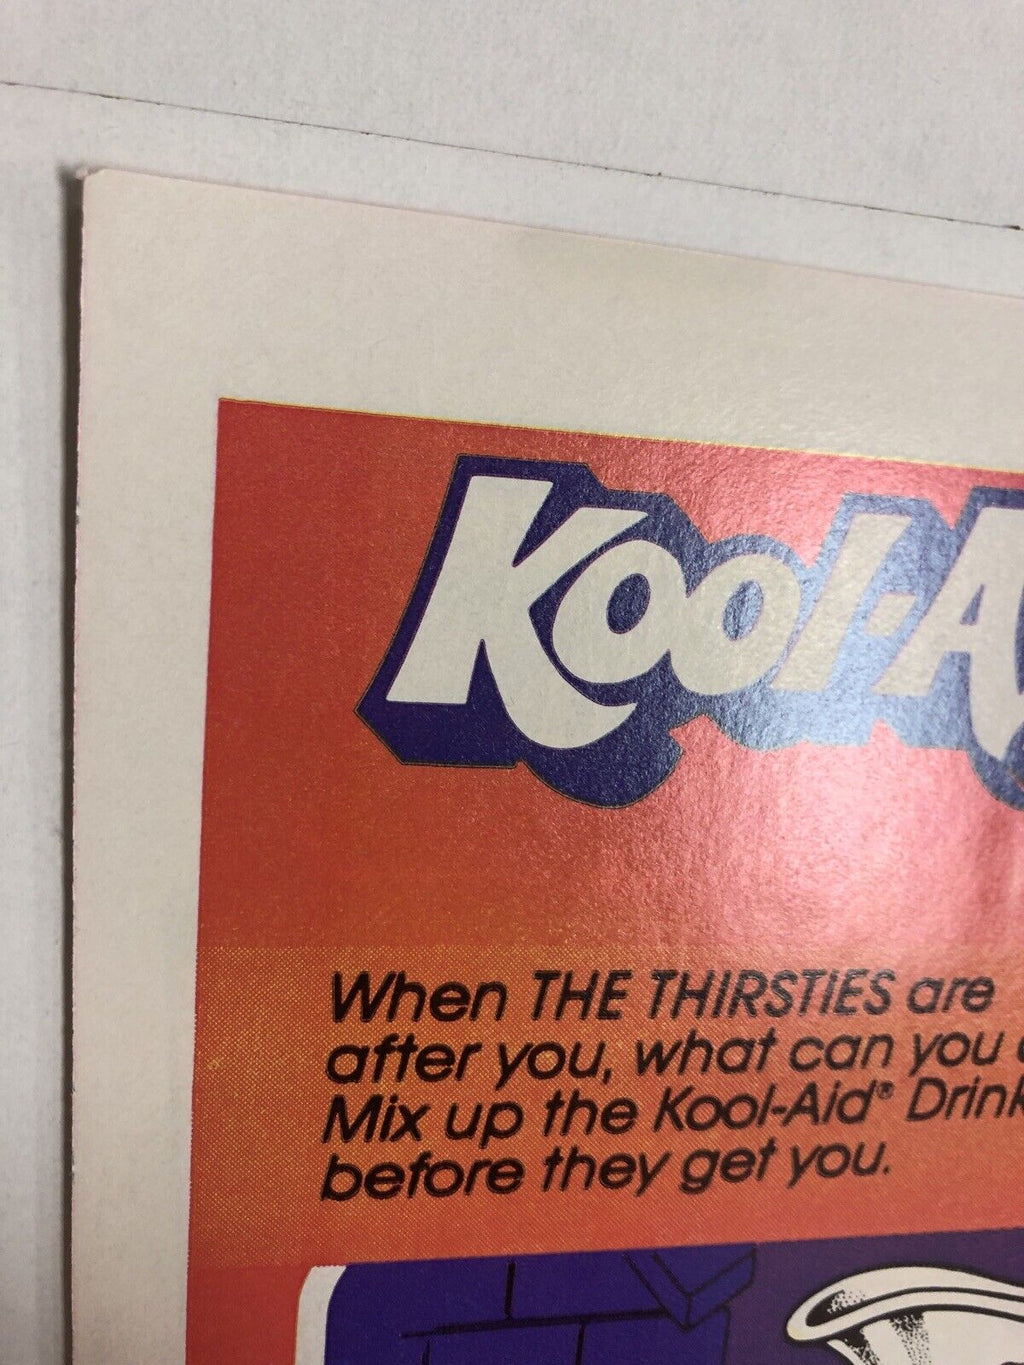 Kool-A
When THE THIRSTIES are
after you, what can you
Mix up the Kool-Aid® Drink
before they get you.